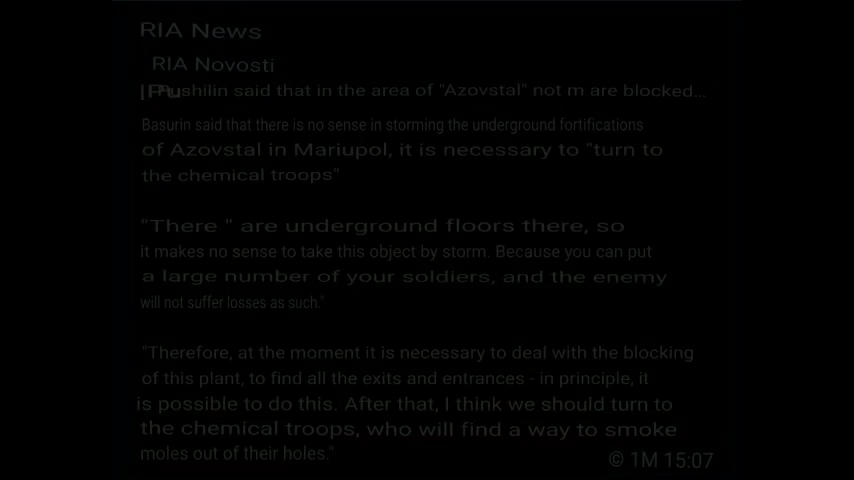 RIA News
RIA Novosti
Pushilin said that in the area of "Azovstal" not m are blocked...
Basurin said that there is no sense in storming the underground fortifications
of Azovstal in Mariupol, it is necessary to "turn to
the chemical troops"
"There " are underground floors there, so
it makes no sense to take this object by storm. Because you can put
a large number of your soldiers, and the enemy
will not suffer losses as such."
"Therefore, at the moment it is necessary to deal with the blocking
of this plant, to find all the exits and entrances - in principle, it
is possible to do this. After that, I think we should turn to
the chemical troops, who will find a way to smoke
moles out of their holes."
© 1M 15:07